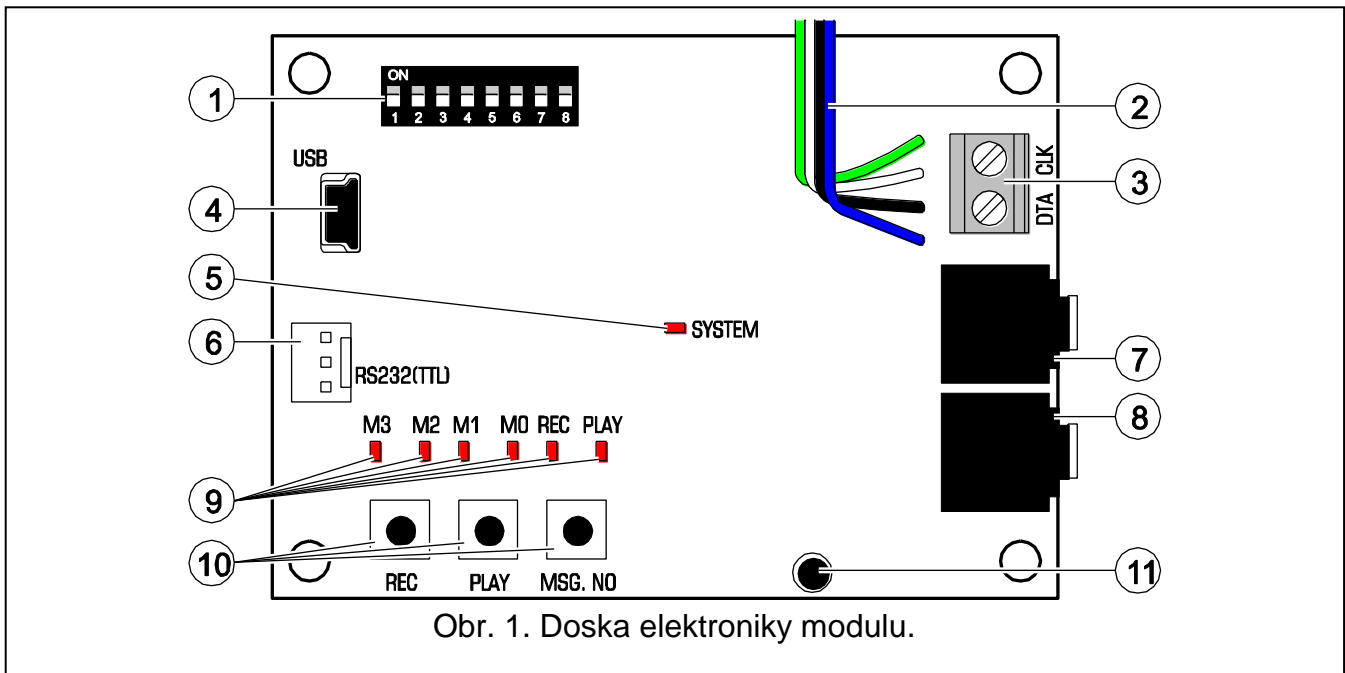 ON
1 2 3 4 5 6 7 8
1
2
USB
CLK
DTA
3
4
5
SYSTEM
6
RS232(TTL)
7
M3 M2 M1 M0 REC PLAY
8
9
10
REC PLAY MSG. NO
11
Obr. 1. Doska elektroniky modulu.